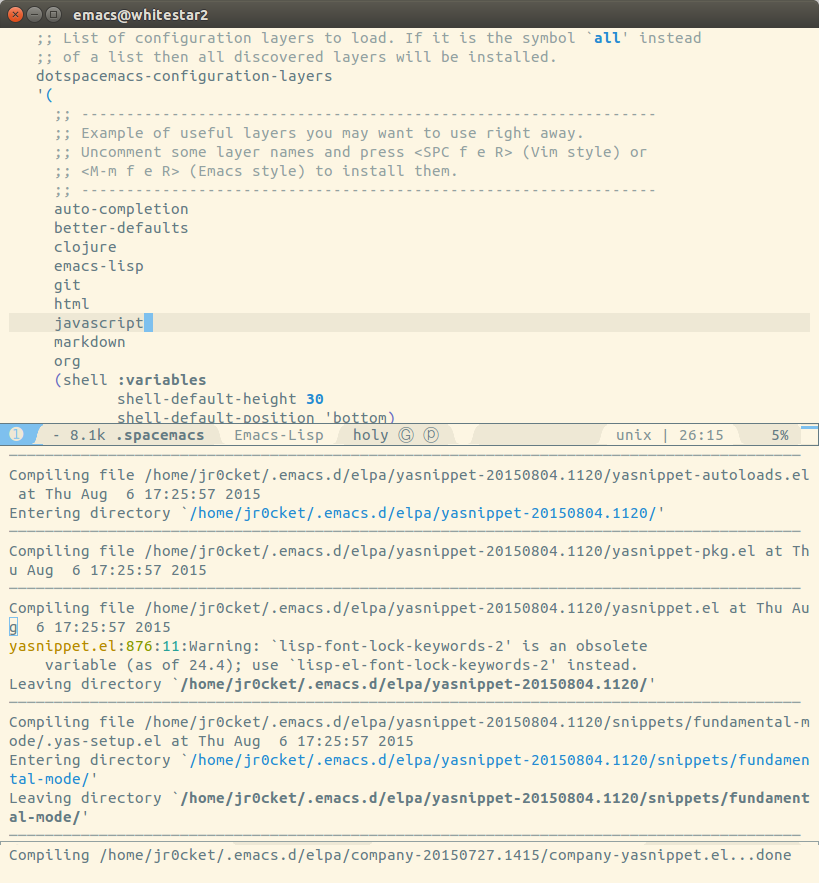 emacs@whitestar2
;; List of configuration layers to load. If it is the symbol `all' instead
;; of a list then all discovered layers will be installed.
dotspacemacs-configuration-layers
'(
;; ----------------------------------------------------------------
;; Example of useful layers you may want to use right away.
;; Uncomment some layer names and press <SPC f e R> (Vim style) or
;; <M-m f e R> (Emacs style) to install them.
;; ----------------------------------------------------------------
auto-completion
better-defaults
clojure
emacs-lisp
git
html
javascript
markdown
org
(shell :variables
shell-default-height 30
shell-default-position 'bottom)
① - 8.1k .spacemacs Emacs-Lisp holy Ⓖ ⓟ unix | 26:15 5%
Compiling file /home/jr0cket/.emacs.d/elpa/yasnippet-20150804.1120/yasnippet-autoloads.el
at Thu Aug  6 17:25:57 2015
Entering directory `/home/jr0cket/.emacs.d/elpa/yasnippet-20150804.1120/'
Compiling file /home/jr0cket/.emacs.d/elpa/yasnippet-20150804.1120/yasnippet-pkg.el at Th
u Aug  6 17:25:57 2015
Compiling file /home/jr0cket/.emacs.d/elpa/yasnippet-20150804.1120/yasnippet.el at Thu Au
g  6 17:25:57 2015
yasnippet.el:876:11:Warning: `lisp-font-lock-keywords-2' is an obsolete
variable (as of 24.4); use `lisp-el-font-lock-keywords-2' instead.
Leaving directory `/home/jr0cket/.emacs.d/elpa/yasnippet-20150804.1120/'
Compiling file /home/jr0cket/.emacs.d/elpa/yasnippet-20150804.1120/snippets/fundamental-m
ode/.yas-setup.el at Thu Aug  6 17:25:57 2015
Entering directory `/home/jr0cket/.emacs.d/elpa/yasnippet-20150804.1120/snippets/fundamen
tal-mode/'
Leaving directory `/home/jr0cket/.emacs.d/elpa/yasnippet-20150804.1120/snippets/fundament
al-mode/'
Compiling /home/jr0cket/.emacs.d/elpa/company-20150727.1415/company-yasnippet.el...done